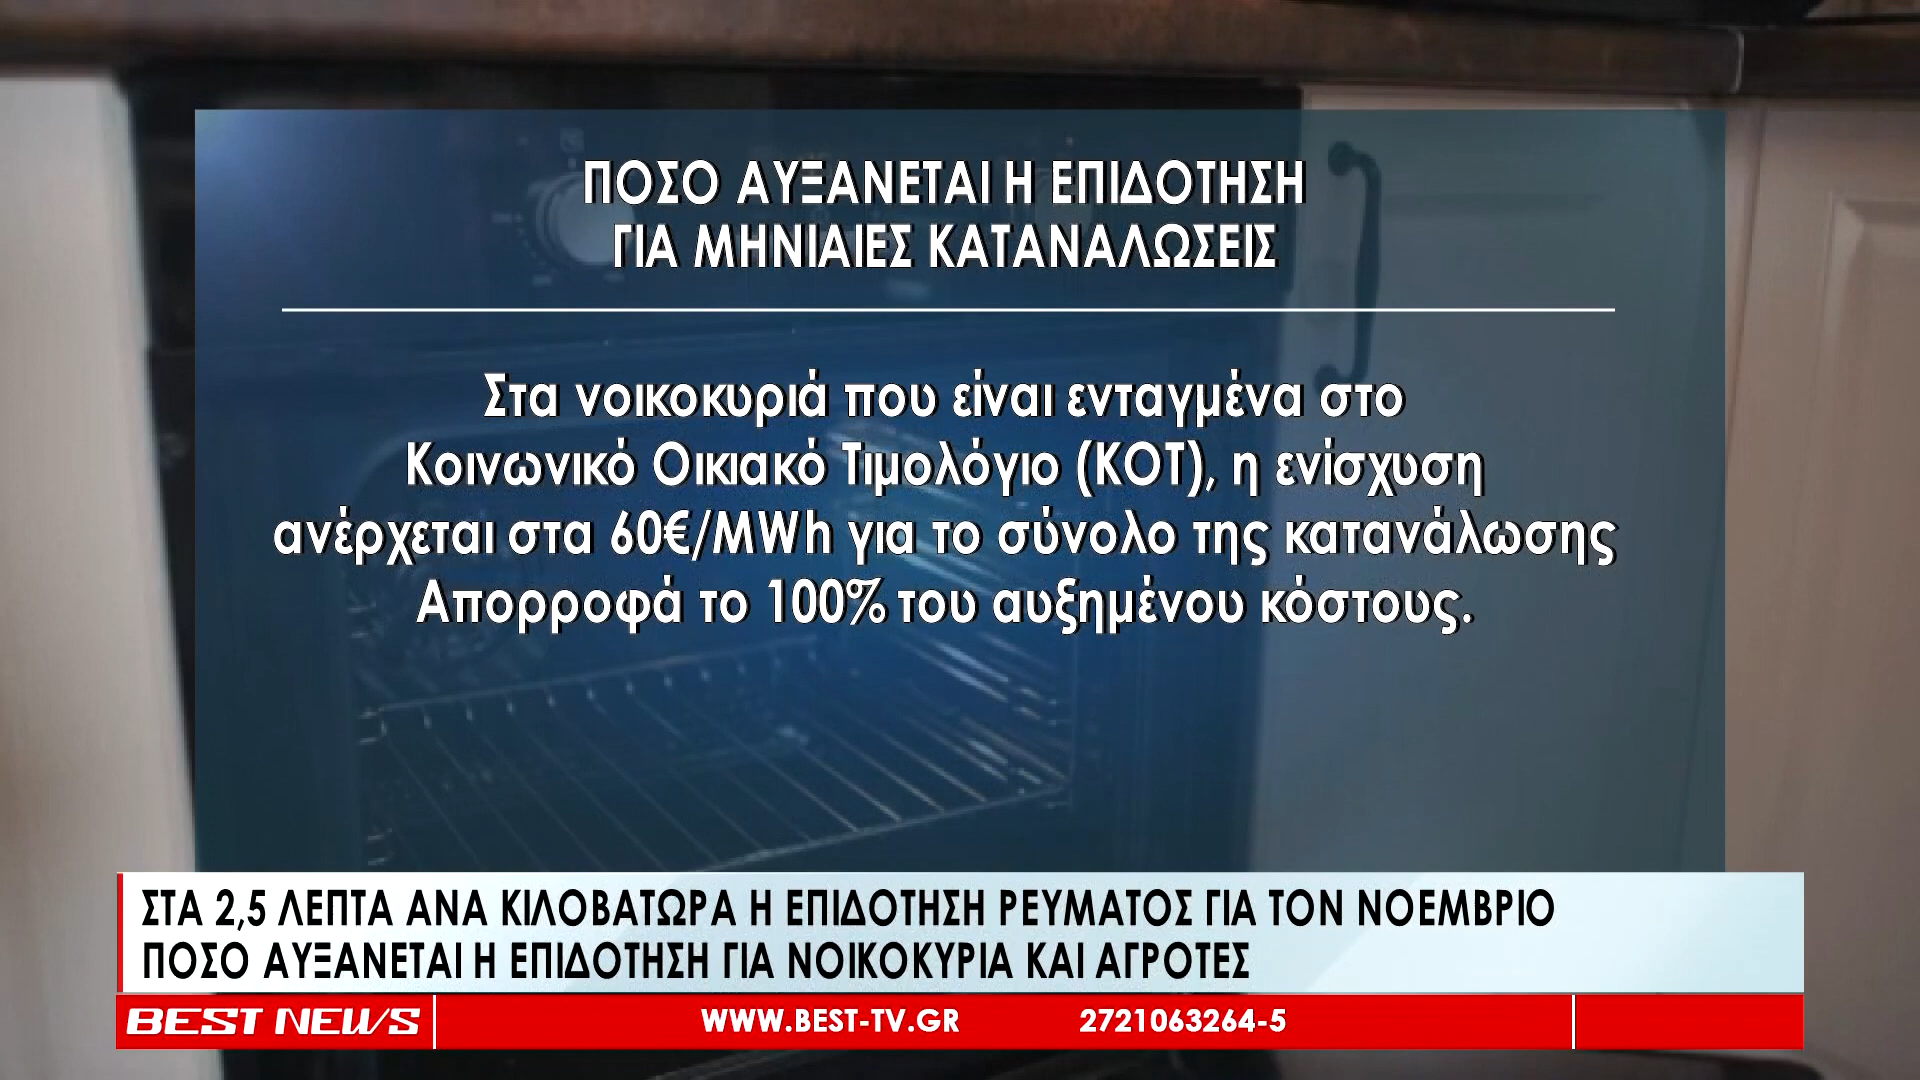 ΠΟΣΟ ΑΥΞΑΝΕΤΑΙ Η ΕΠΙΔΟΤΗΣΗ
ΓΙΑ ΜΗΝΙΑΙΕΣ ΚΑΤΑΝΑΛΩΣΕΙΣ
Στα νοικοκυριά που είναι ενταγμένα στο
Κοινωνικό Οικιακό Τιμολόγιο (ΚΟΤ), η ενίσχυση
ανέρχεται στα 60€/MWh για το σύνολο της κατανάλωσης
Απορροφά το 100% του αυξημένου κόστους.
ΣΤΑ 2,5 ΛΕΠΤΑ ΑΝΑ ΚΙΛΟΒΑΤΩΡΑ Η ΕΠΙΔΟΤΗΣΗ ΡΕΥΜΑΤΟΣ ΓΙΑ ΤΟΝ ΝΟΕΜΒΡΙΟ
ΠΟΣΟ ΑΥΞΑΝΕΤΑΙ Η ΕΠΙΔΟΤΗΣΗ ΓΙΑ ΝΟΙΚΟΚΥΡΙΑ ΚΑΙ ΑΓΡΟΤΕΣ
BEST NEWS WWW.BEST-TV.GR 2721063264-5